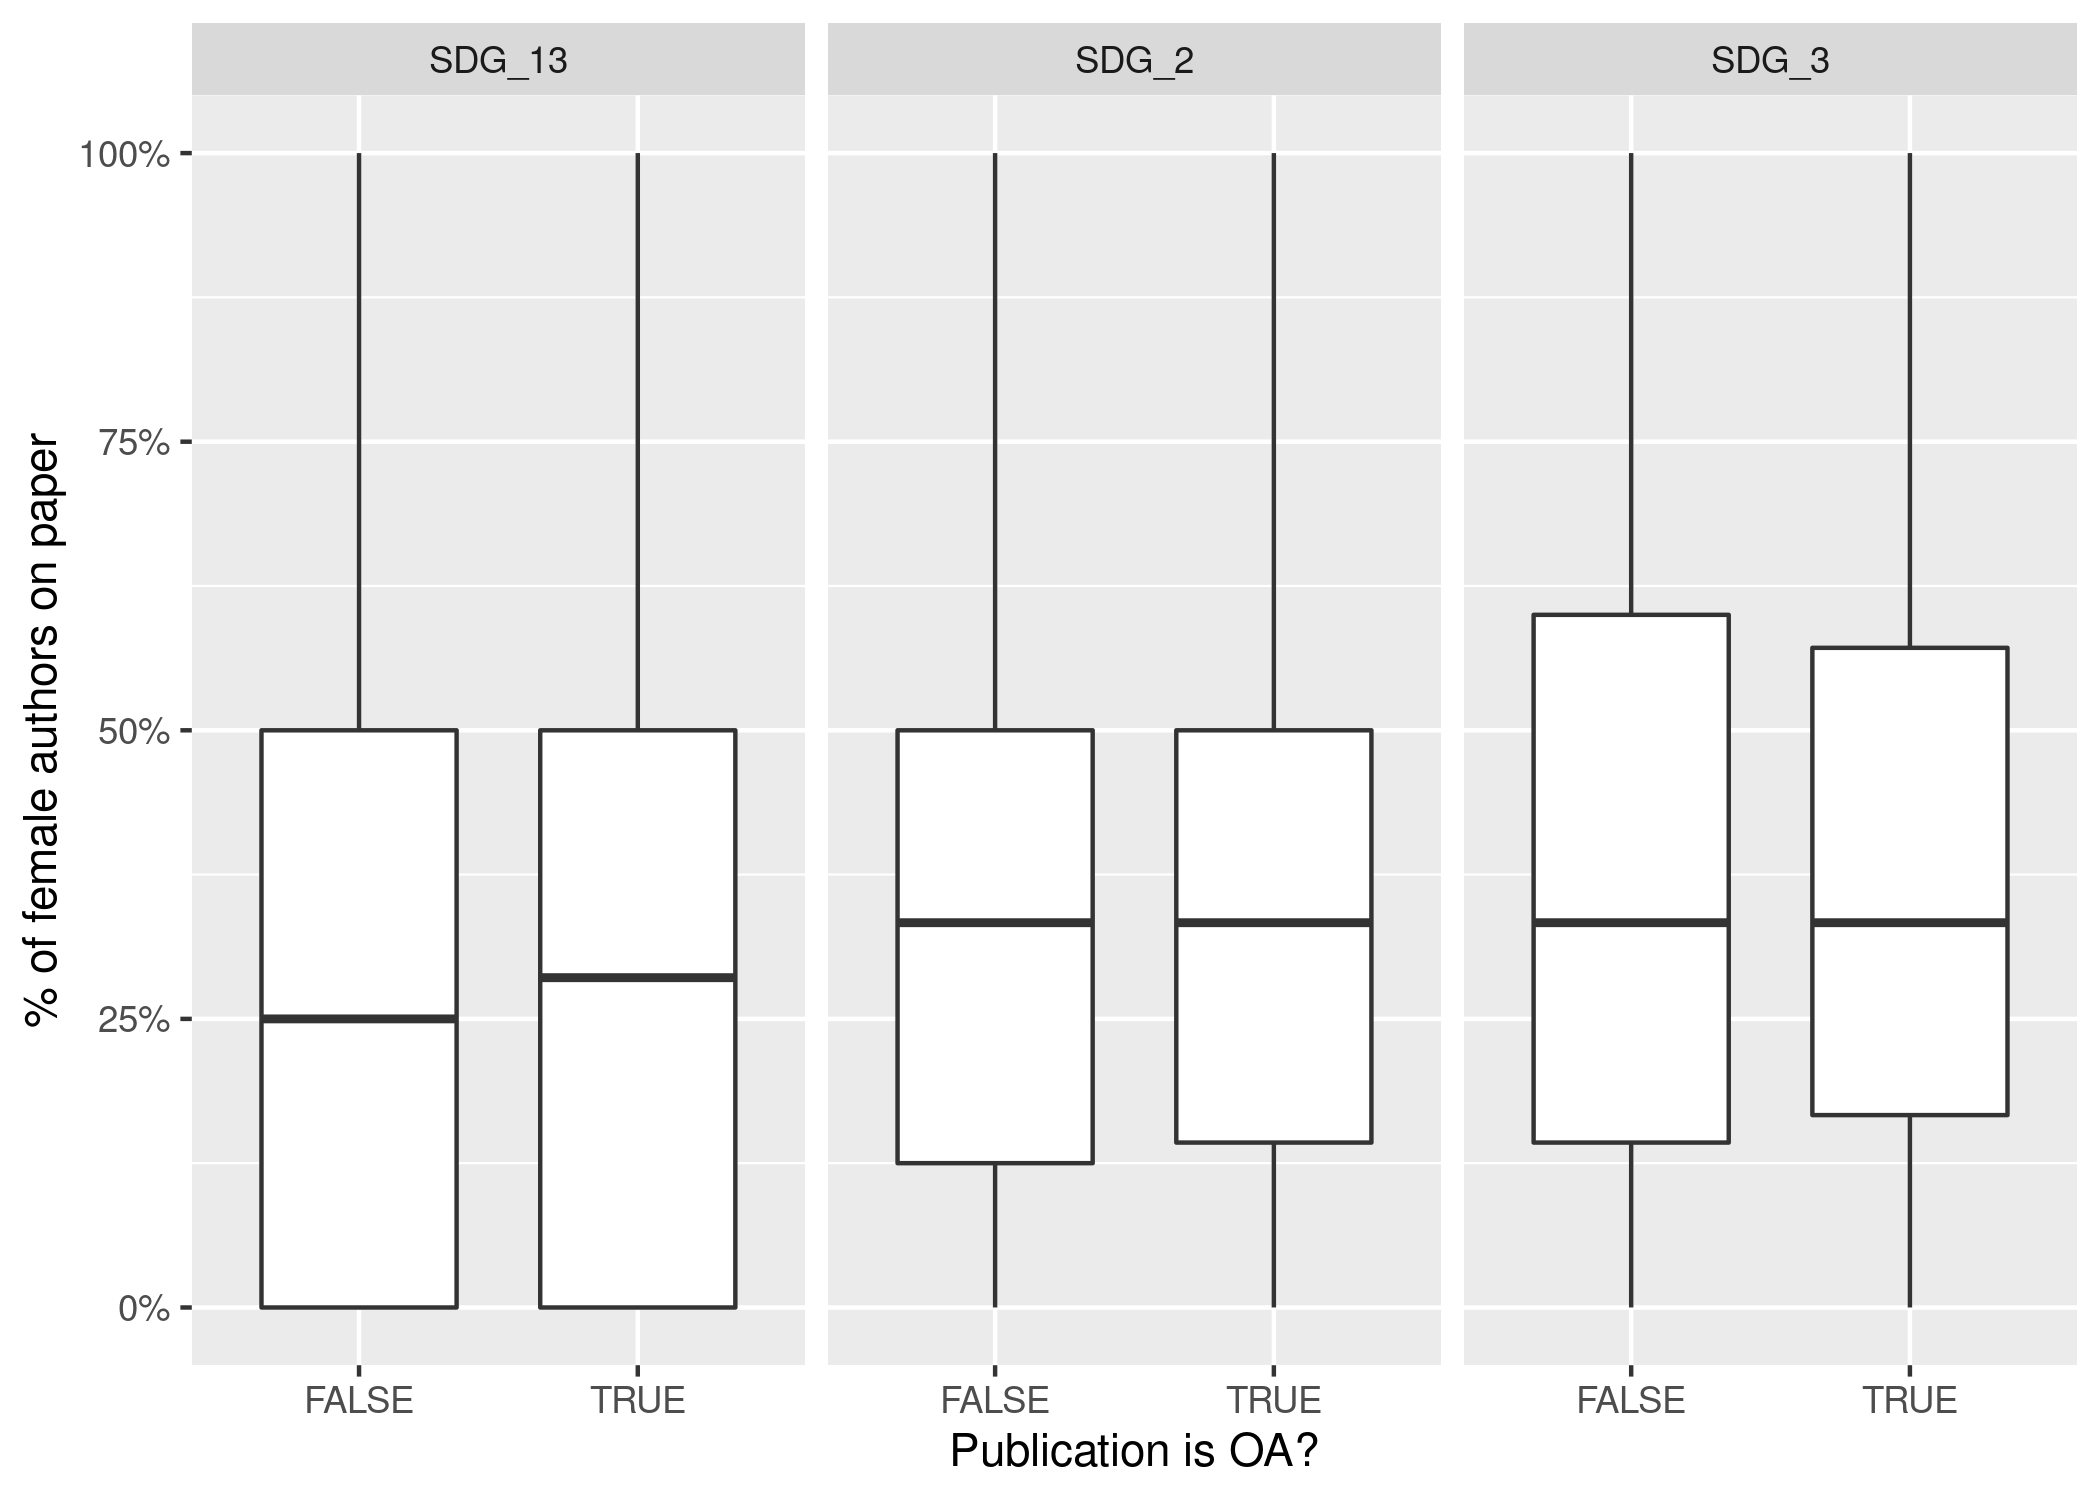 SDG_13 SDG_2 SDG_3
100%
75%
50%
25%
0%
% of female authors on paper
FALSE TRUE FALSE TRUE FALSE TRUE
Publication is OA?